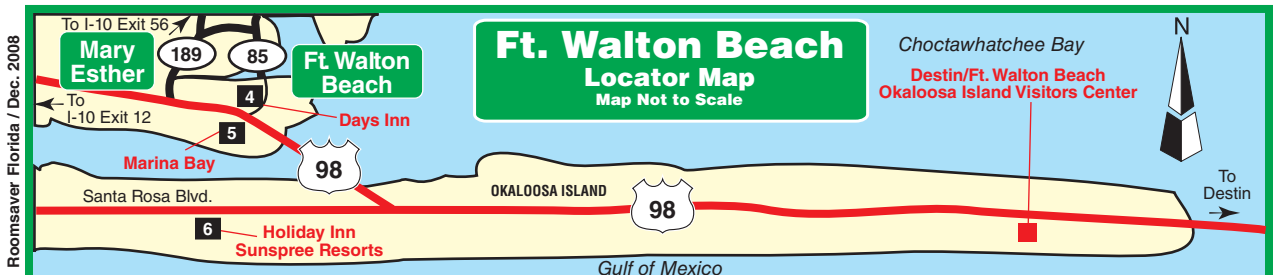 Roomsaver Florida / Dec. 2008
To I-10 Exit 56
Mary
Esther
189
85
Ft. Walton
Beach
To
I-10 Exit 12
4
Days Inn
5
Marina Bay
98
Ft. Walton Beach
Locator Map
Map Not to Scale
Choctawhatchee Bay
Destin/Ft. Walton Beach
Okaloosa Island Visitors Center
N
Santa Rosa Blvd.
OKALOOSA ISLAND
98
To
Destin
6
Holiday Inn
Sunspree Resorts
Gulf of Mexico